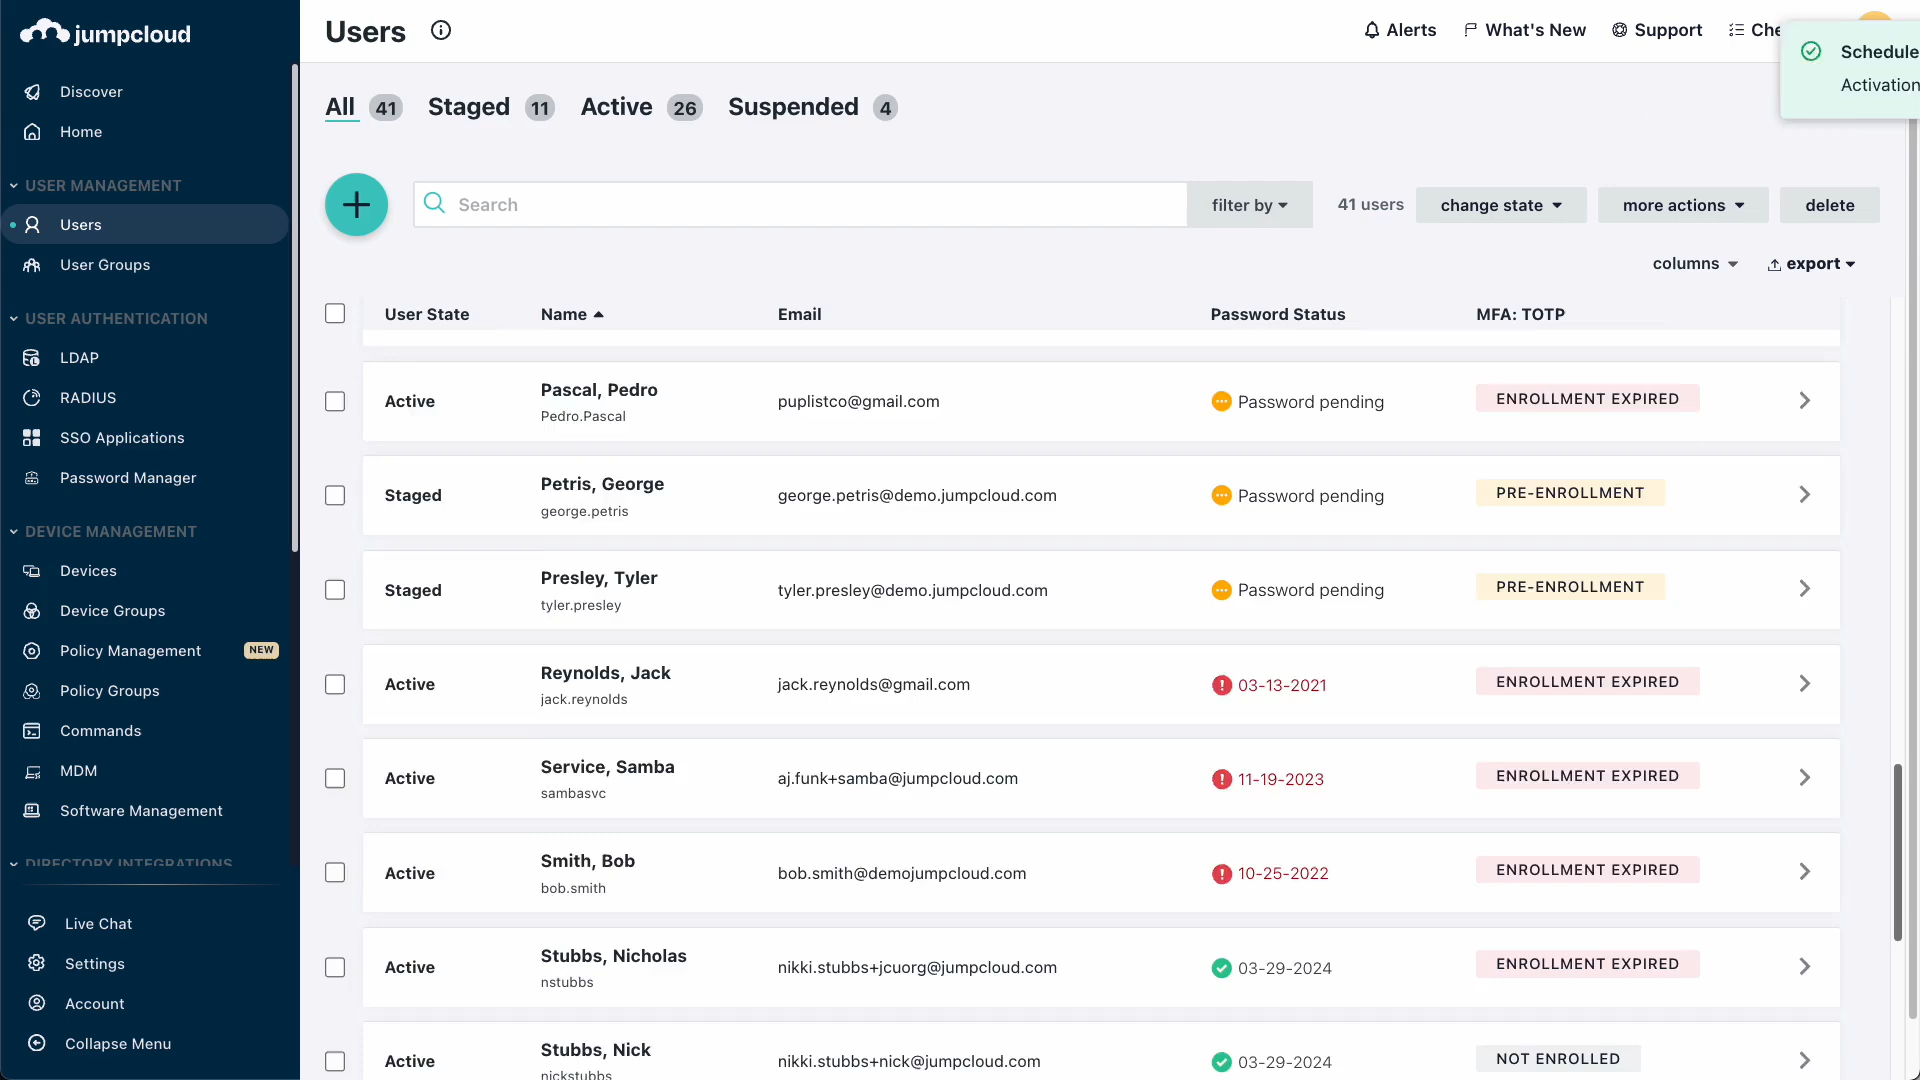 jumpcloud
Discover
Home
USER MANAGEMENT
Users
User Groups
USER AUTHENTICATION
LDAP
RADIUS
SSO Applications
Password Manager
DEVICE MANAGEMENT
Devices
Device Groups
Policy Management NEW
Policy Groups
Commands
MDM
Software Management
DIRECTORY INTEGRATIONS
Live Chat
Settings
Account
Collapse Menu
Users
Alerts What's New Support Che
Schedule
Activation
All 41 Staged 11 Active 26 Suspended 4
Search filter by 41 users change state more actions delete
columns export
User State Name Email Password Status MFA: TOTP
Active Pascal, Pedro puplistco@gmail.com Password pending ENROLLMENT EXPIRED
Pedro.Pascal
Staged Petris, George george.petris@demo.jumpcloud.com Password pending PRE-ENROLLMENT
george.petris
Staged Presley, Tyler tyler.presley@demo.jumpcloud.com Password pending PRE-ENROLLMENT
tyler.presley
Active Reynolds, Jack jack.reynolds@gmail.com 03-13-2021 ENROLLMENT EXPIRED
jack.reynolds
Active Service, Samba aj.funk+samba@jumpcloud.com 11-19-2023 ENROLLMENT EXPIRED
sambasvc
Active Smith, Bob bob.smith@demojumpcloud.com 10-25-2022 ENROLLMENT EXPIRED
bob.smith
Active Stubbs, Nicholas nikki.stubbs+jcuorg@jumpcloud.com 03-29-2024 ENROLLMENT EXPIRED
nstubbs
Active Stubbs, Nick nikki.stubbs+nick@jumpcloud.com 03-29-2024 NOT ENROLLED
nickstubbs